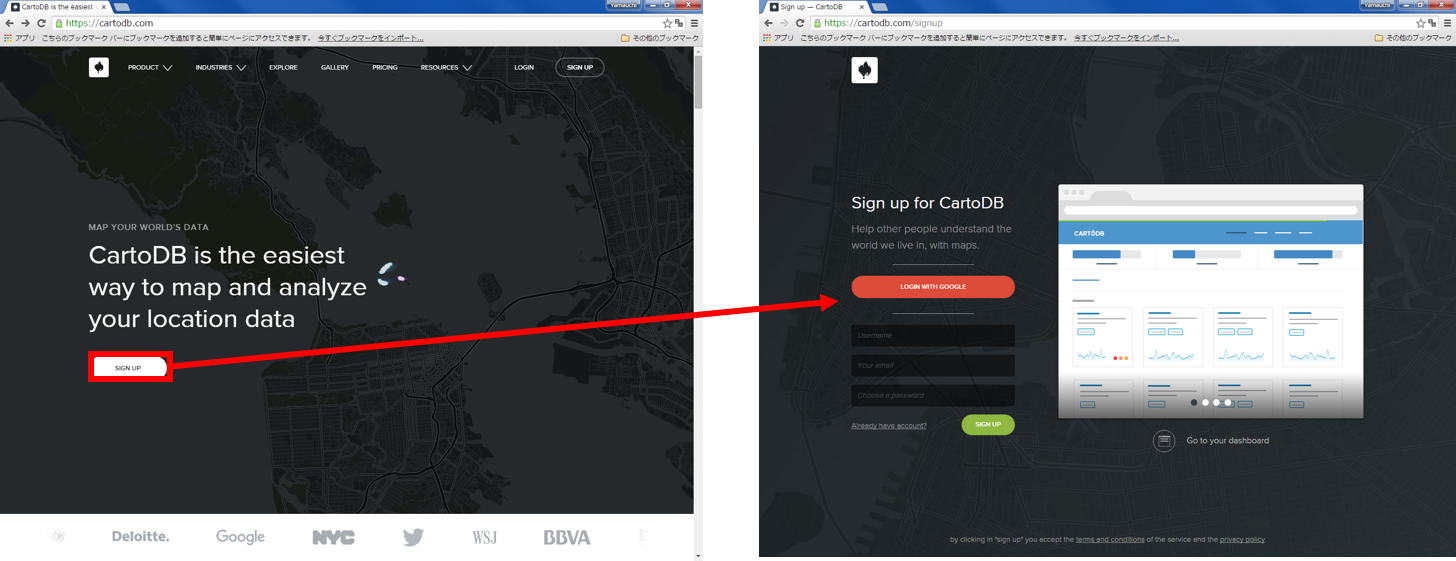 CartoDB is the easiest
Yamauchi
https://cartodb.com
アプリ こちらのブックマーク バーにブックマークを追加すると簡単にページにアクセスできます。 今すぐブックマークをインポート... その他のブックマーク
PRODUCT INDUSTRIES EXPLORE GALLERY PRICING RESOURCES LOGIN SIGN UP
MAP YOUR WORLD'S DATA
CartoDB is the easiest
way to map and analyze
your location data
SIGN UP
Deloitte. Google NYC WSJ BBVA
Sign up — CartoDB
Yamauchi
https://cartodb.com/signup
アプリ こちらのブックマーク バーにブックマークを追加すると簡単にページにアクセスできます。 今すぐブックマークをインポート... その他のブックマーク
Sign up for CartoDB
Help other people understand the
world we live in, with maps.
LOGIN WITH GOOGLE
Username
Your email
Choose a password
Already have account? SIGN UP
CARTODB
Go to your dashboard
by clicking in "sign up" you accept the terms and conditions of the service end the privacy policy